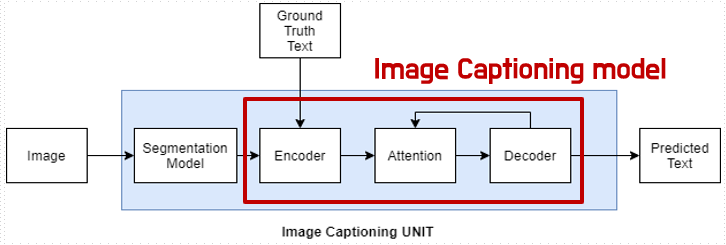 Ground
Truth
Text
Image Captioning model
Image
Segmentation
Model
Encoder
Attention
Decoder
Predicted
Text
Image Captioning UNIT